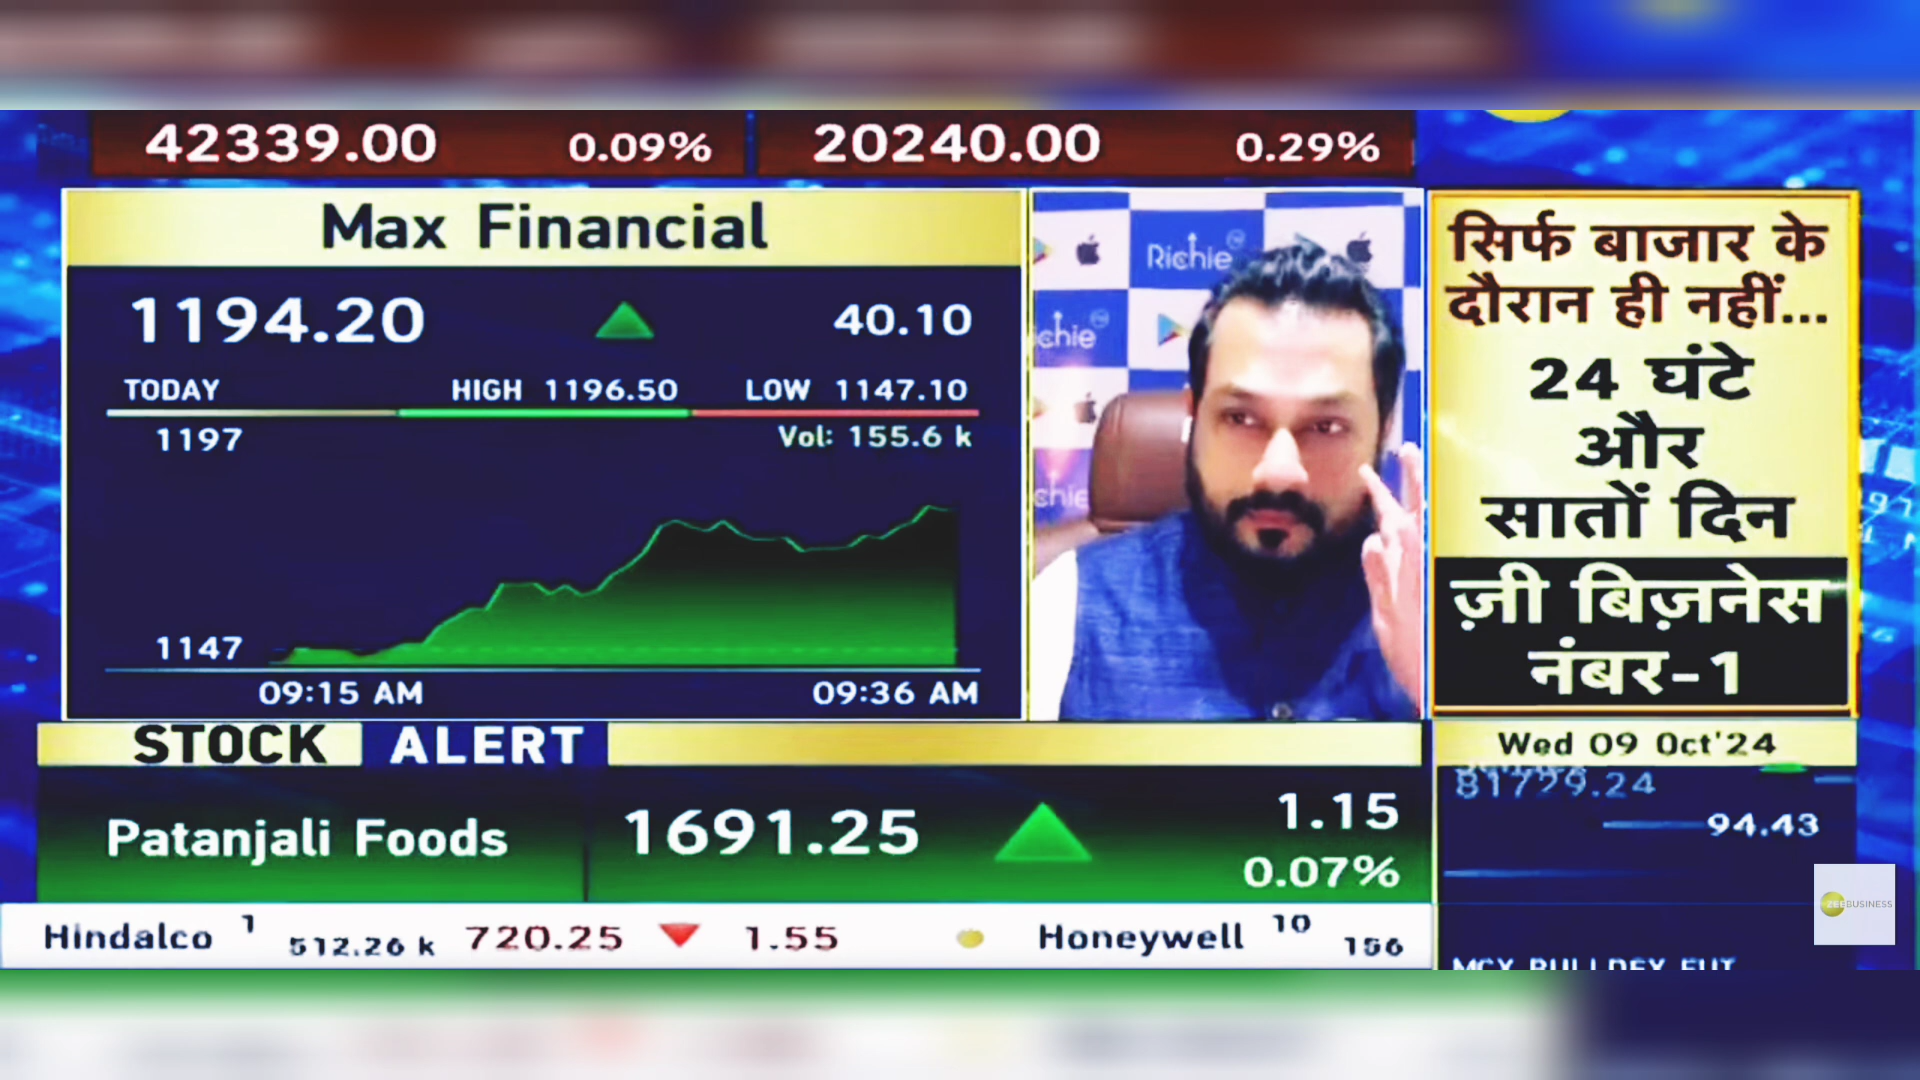 42339.00 0.09% 20240.00 0.29%
Max Financial
1194.20 40.10
TODAY HIGH 1196.50 LOW 1147.10
1197 Vol: 155.6 k
1147
09:15 AM 09:36 AM
Richie
chie
chie
सिर्फ बाजार के
दौरान ही नहीं...
24 घंटे
और
सातों दिन
ज़ी बिज़नेस
नंबर-1
STOCK ALERT
Patanjali Foods 1691.25 1.15
0.07%
Wed 09 Oct'24
81729.24
94.43
ZEEBUSINESS
Hindalco 1 512.26 k 720.25 1.55 Honeywell 10 156